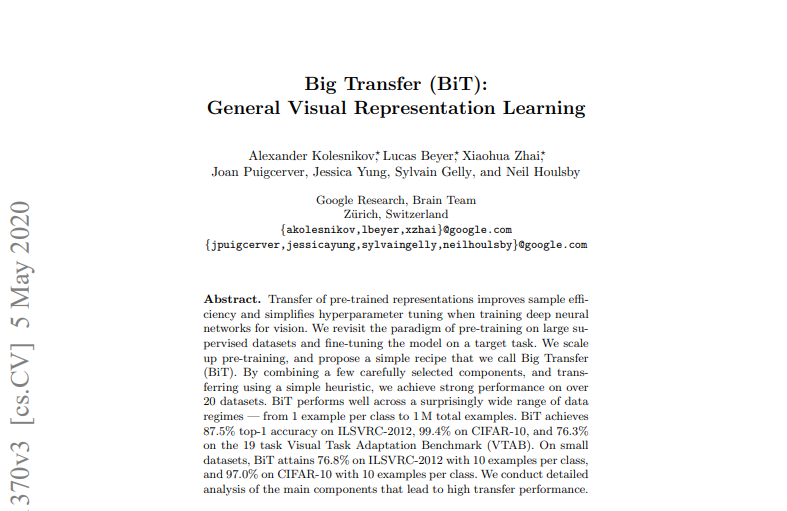 Big Transfer (BiT):
General Visual Representation Learning
Alexander Kolesnikov*, Lucas Beyer*, Xiaohua Zhai*,
Joan Puigcerver, Jessica Yung, Sylvain Gelly, and Neil Houlsby
Google Research, Brain Team
Zürich, Switzerland
{akolesnikov,lbeyer,xzhai}@google.com
{jpuigcerver,jessicayung,sylvaingelly,neilhoulsby}@google.com
Abstract. Transfer of pre-trained representations improves sample effi-
ciency and simplifies hyperparameter tuning when training deep neural
networks for vision. We revisit the paradigm of pre-training on large su-
pervised datasets and fine-tuning the model on a target task. We scale
up pre-training, and propose a simple recipe that we call Big Transfer
(BiT). By combining a few carefully selected components, and trans-
ferring using a simple heuristic, we achieve strong performance on over
20 datasets. BiT performs well across a surprisingly wide range of data
regimes — from 1 example per class to 1 M total examples. BiT achieves
87.5% top-1 accuracy on ILSVRC-2012, 99.4% on CIFAR-10, and 76.3%
on the 19 task Visual Task Adaptation Benchmark (VTAB). On small
datasets, BiT attains 76.8% on ILSVRC-2012 with 10 examples per class,
and 97.0% on CIFAR-10 with 10 examples per class. We conduct detailed
analysis of the main components that lead to high transfer performance.
370v3 [cs.CV] 5 May 2020